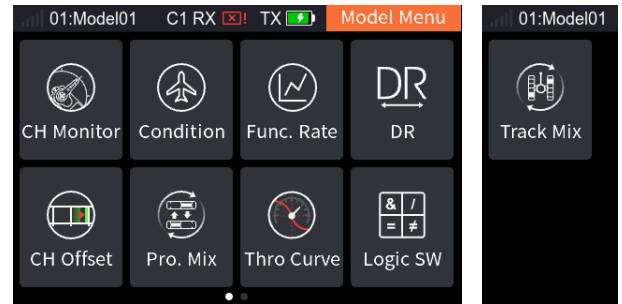 01:Model01 C1 RX ! TX Model Menu
CH Monitor Condition Func. Rate DR
CH Offset Pro. Mix Thro Curve Logic SW
& /
= ≠
01:Model01
Track Mix